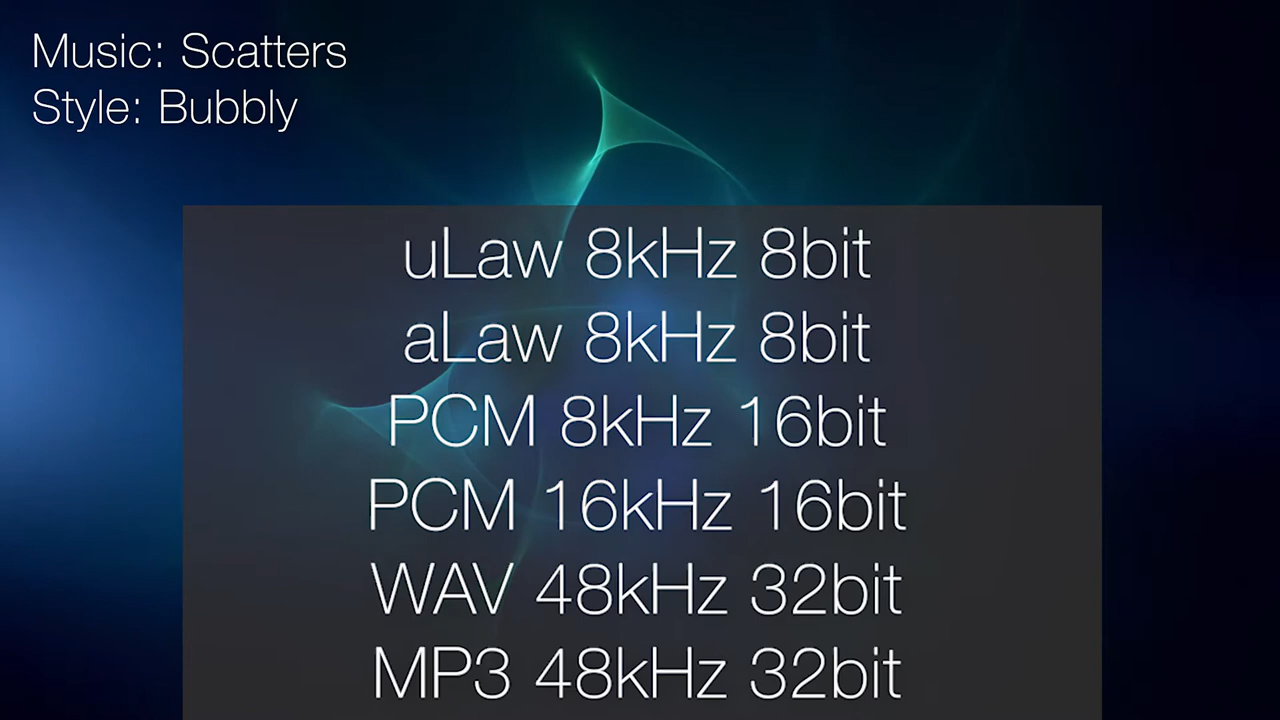 Music: Scatters
Style: Bubbly
uLaw 8kHz 8bit
aLaw 8kHz 8bit
PCM 8kHz 16bit
PCM 16kHz 16bit
WAV 48kHz 32bit
MP3 48kHz 32bit